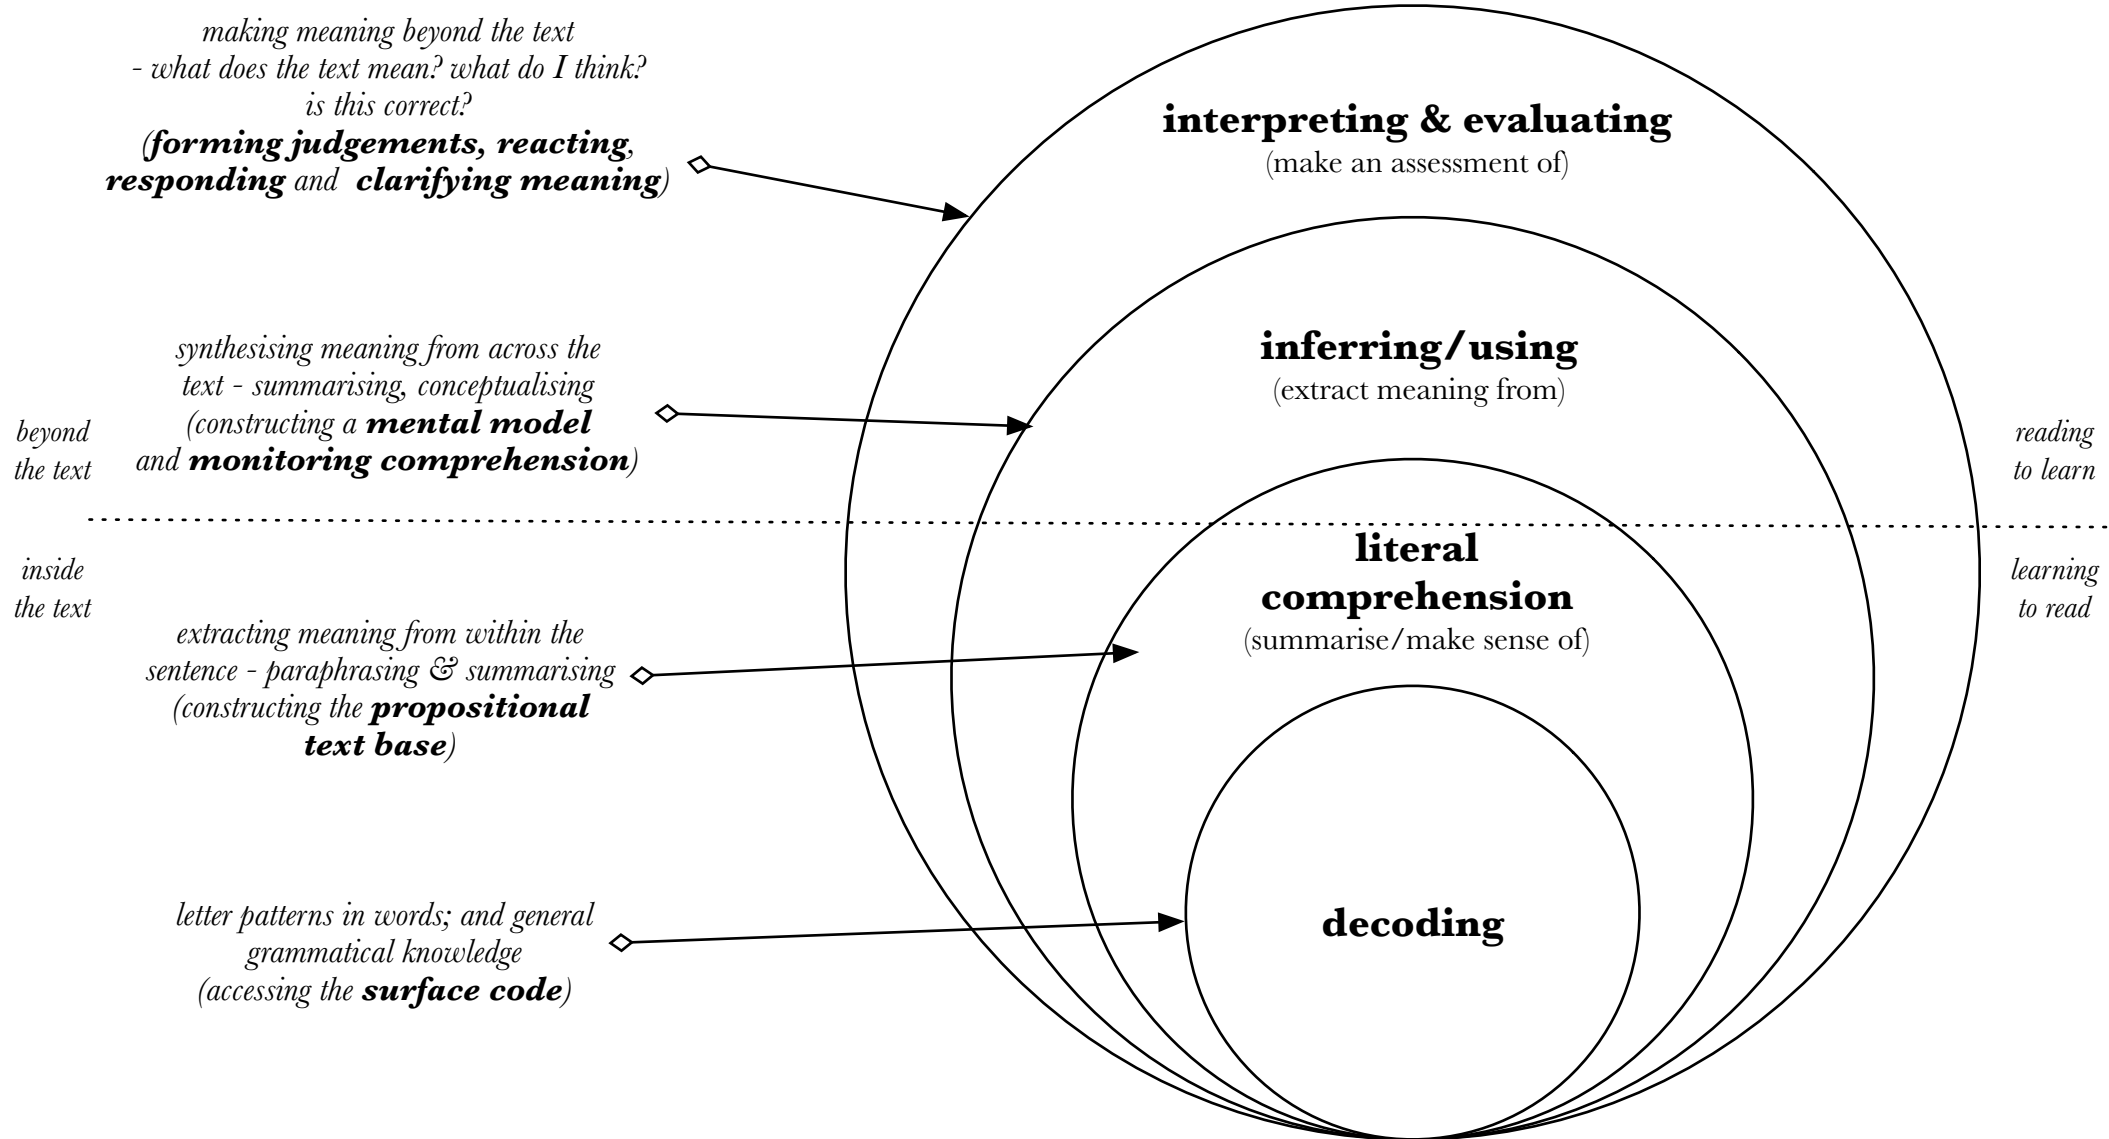 making meaning beyond the text
- what does the text mean? what do I think?
is this correct?
(forming judgements, reacting,
responding and clarifying meaning)
interpreting & evaluating
(make an assessment of)
synthesising meaning from across the
text - summarising, conceptualising
(constructing a mental model
and monitoring comprehension)
inferring/using
(extract meaning from)
beyond
the text
reading
to learn
inside
the text
learning
to read
literal
comprehension
(summarise/make sense of)
extracting meaning from within the
sentence - paraphrasing & summarising
(constructing the propositional
text base)
letter patterns in words; and general
grammatical knowledge
(accessing the surface code)
decoding